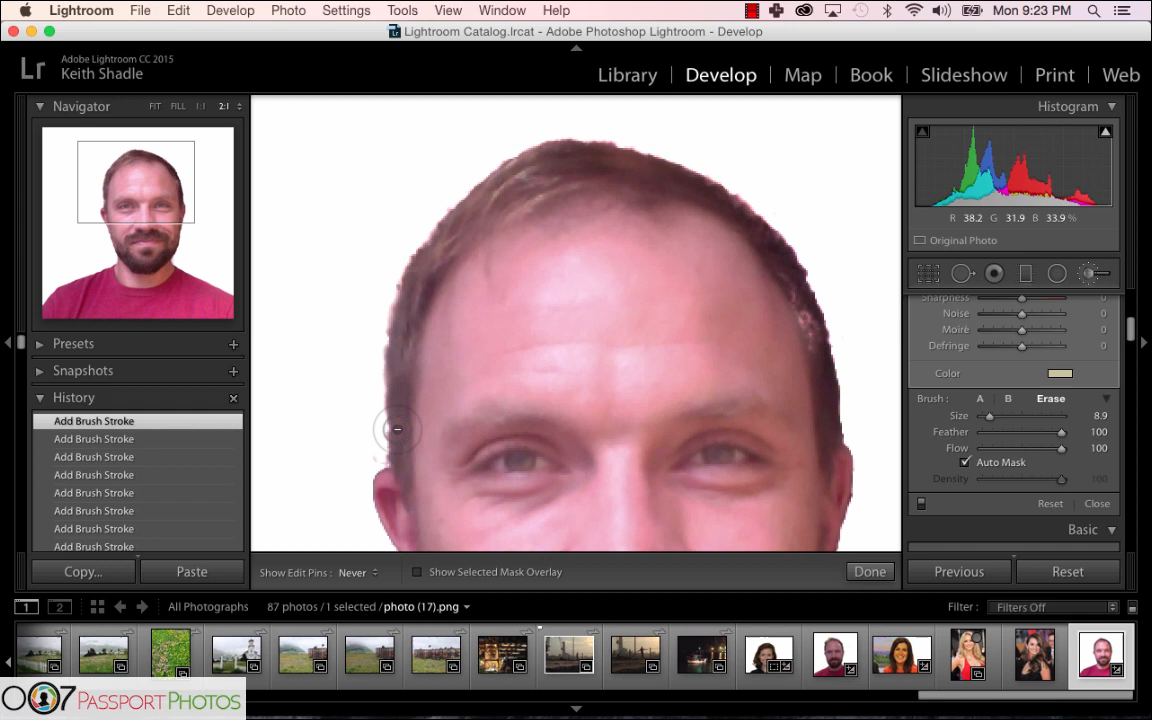 Lightroom File Edit Develop Photo Settings Tools View Window Help Mon 9:23 PM
Lr Lightroom Catalog.lrcat - Adobe Photoshop Lightroom - Develop
Lr Adobe Lightroom CC 2015
Keith Shadle
Library Develop Map Book Slideshow Print Web
Navigator FIT FILL 1:1 2:1
Histogram
R 38.2 G 31.9 B 33.9 %
Original Photo
Sharpness 0
Noise 0
Moiré 0
Defringe 0
Color
Brush : A B Erase
Size 8.9
Feather 100
Flow 100
Auto Mask
Density 100
Reset Close
Basic
Presets
Snapshots
History
Add Brush Stroke
Add Brush Stroke
Add Brush Stroke
Add Brush Stroke
Add Brush Stroke
Add Brush Stroke
Add Brush Stroke
Add Brush Stroke
Copy... Paste
Show Edit Pins : Never Show Selected Mask Overlay Done
Previous Reset
1 2 All Photographs 87 photos / 1 selected / photo (17).png Filter : Filters Off
007 PASSPORT PHOTOS